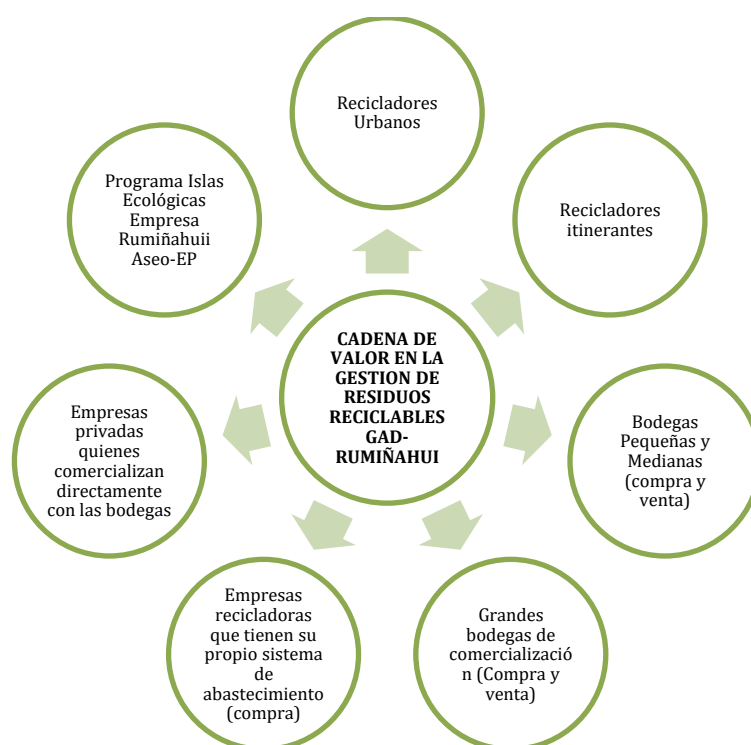 Recicladores
Urbanos
Recicladores
itinerantes
Bodegas
Pequeñas y
Medianas
(compra y
venta)
Grandes
bodegas de
comercializació
n (Compra y
venta)
Empresas
recicladoras
que tienen su
propio sistema
de
abastecimiento
(compra)
Empresas
privadas
quienes
comercializan
directamente
con las bodegas
Programa Islas
Ecológicas
Empresa
Rumiñahuii
Aseo-EP
CADENA DE
VALOR EN LA
GESTION DE
RESIDUOS
RECICLABLES
GAD-
RUMIÑAHUI